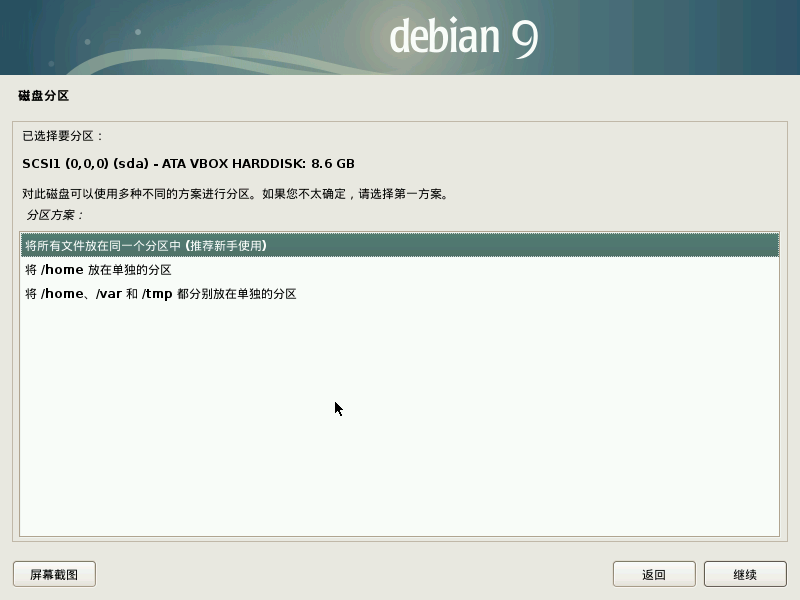 debian 9
磁盘分区
已选择要分区：
SCSI1 (0,0,0) (sda) - ATA VBOX HARDDISK: 8.6 GB
对此磁盘可以使用多种不同的方案进行分区。如果您不太确定，请选择第一方案。
分区方案：
将所有文件放在同一个分区中 (推荐新手使用)
将 /home 放在单独的分区
将 /home、/var 和 /tmp 都分别放在单独的分区
屏幕截图
返回
继续